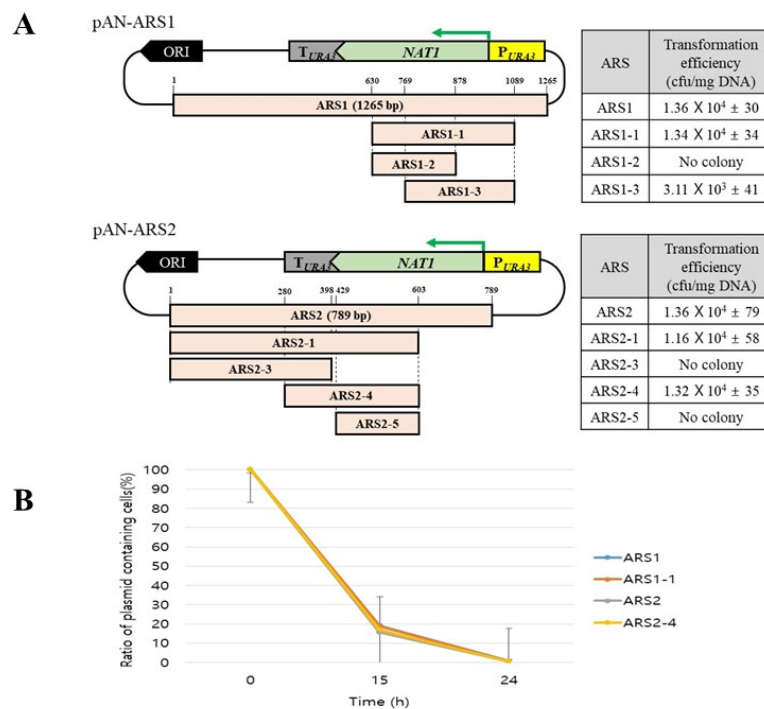 A
pAN-ARS1
ORI
T_URA3
NAT1
P_URA3
1
630
769
878
1089
1265
ARS1 (1265 bp)
ARS1-1
ARS1-2
ARS1-3
ARS
Transformation
efficiency
(cfu/mg DNA)
ARS1
1.36 X 10⁴ ± 30
ARS1-1
1.34 X 10⁴ ± 34
ARS1-2
No colony
ARS1-3
3.11 X 10³ ± 41
pAN-ARS2
ORI
T_URA3
NAT1
P_URA3
1
280
398
429
603
789
ARS2 (789 bp)
ARS2-1
ARS2-3
ARS2-4
ARS2-5
ARS
Transformation
efficiency
(cfu/mg DNA)
ARS2
1.36 X 10⁴ ± 79
ARS2-1
1.16 X 10⁴ ± 58
ARS2-3
No colony
ARS2-4
1.32 X 10⁴ ± 35
ARS2-5
No colony
B
Ratio of plasmid containing cells(%)
100
90
80
70
60
50
40
30
20
10
0
0
15
24
Time (h)
ARS1
ARS1-1
ARS2
ARS2-4